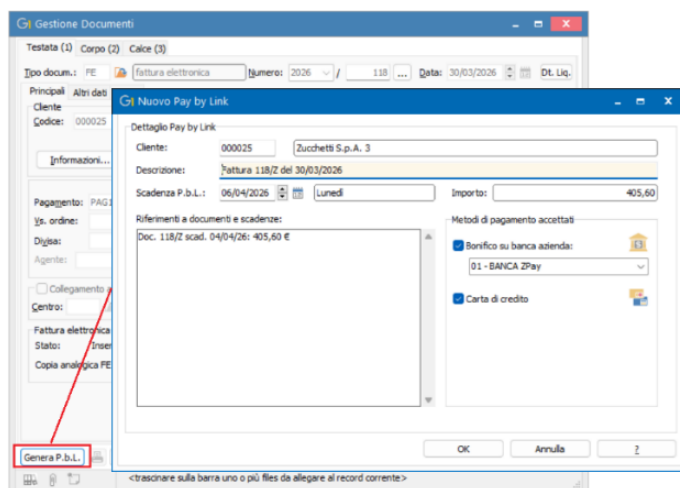 Gestione Documenti
Testata (1) Corpo (2) Calce (3)
Tipo docum.: FE fattura elettronica Numero: 2026 / 118 ... Data: 30/03/2026 Dt. Liq.
Principali Altri dati
Cliente
Codice: 000025
Informazioni...
Pagamento: PAG1
Vs. ordine:
Divisa:
Agente:
Collegamento a
Centro:
Fattura elettronica
Stato: Inser
Copia analogica FE
Genera P.b.L.
<trascinare sulla barra uno o più files da allegare al record corrente>
Nuovo Pay by Link
Dettaglio Pay by Link
Cliente: 000025 Zucchetti S.p.A. 3
Descrizione: Fattura 118/Z del 30/03/2026
Scadenza P.b.L.: 06/04/2026 Lunedì Importo: 405,60
Riferimenti a documenti e scadenze:
Doc. 118/Z scad. 04/04/26: 405,60 €
Metodi di pagamento accettati
Bonifico su banca azienda:
01 - BANCA ZPay
Carta di credito
OK Annulla ?